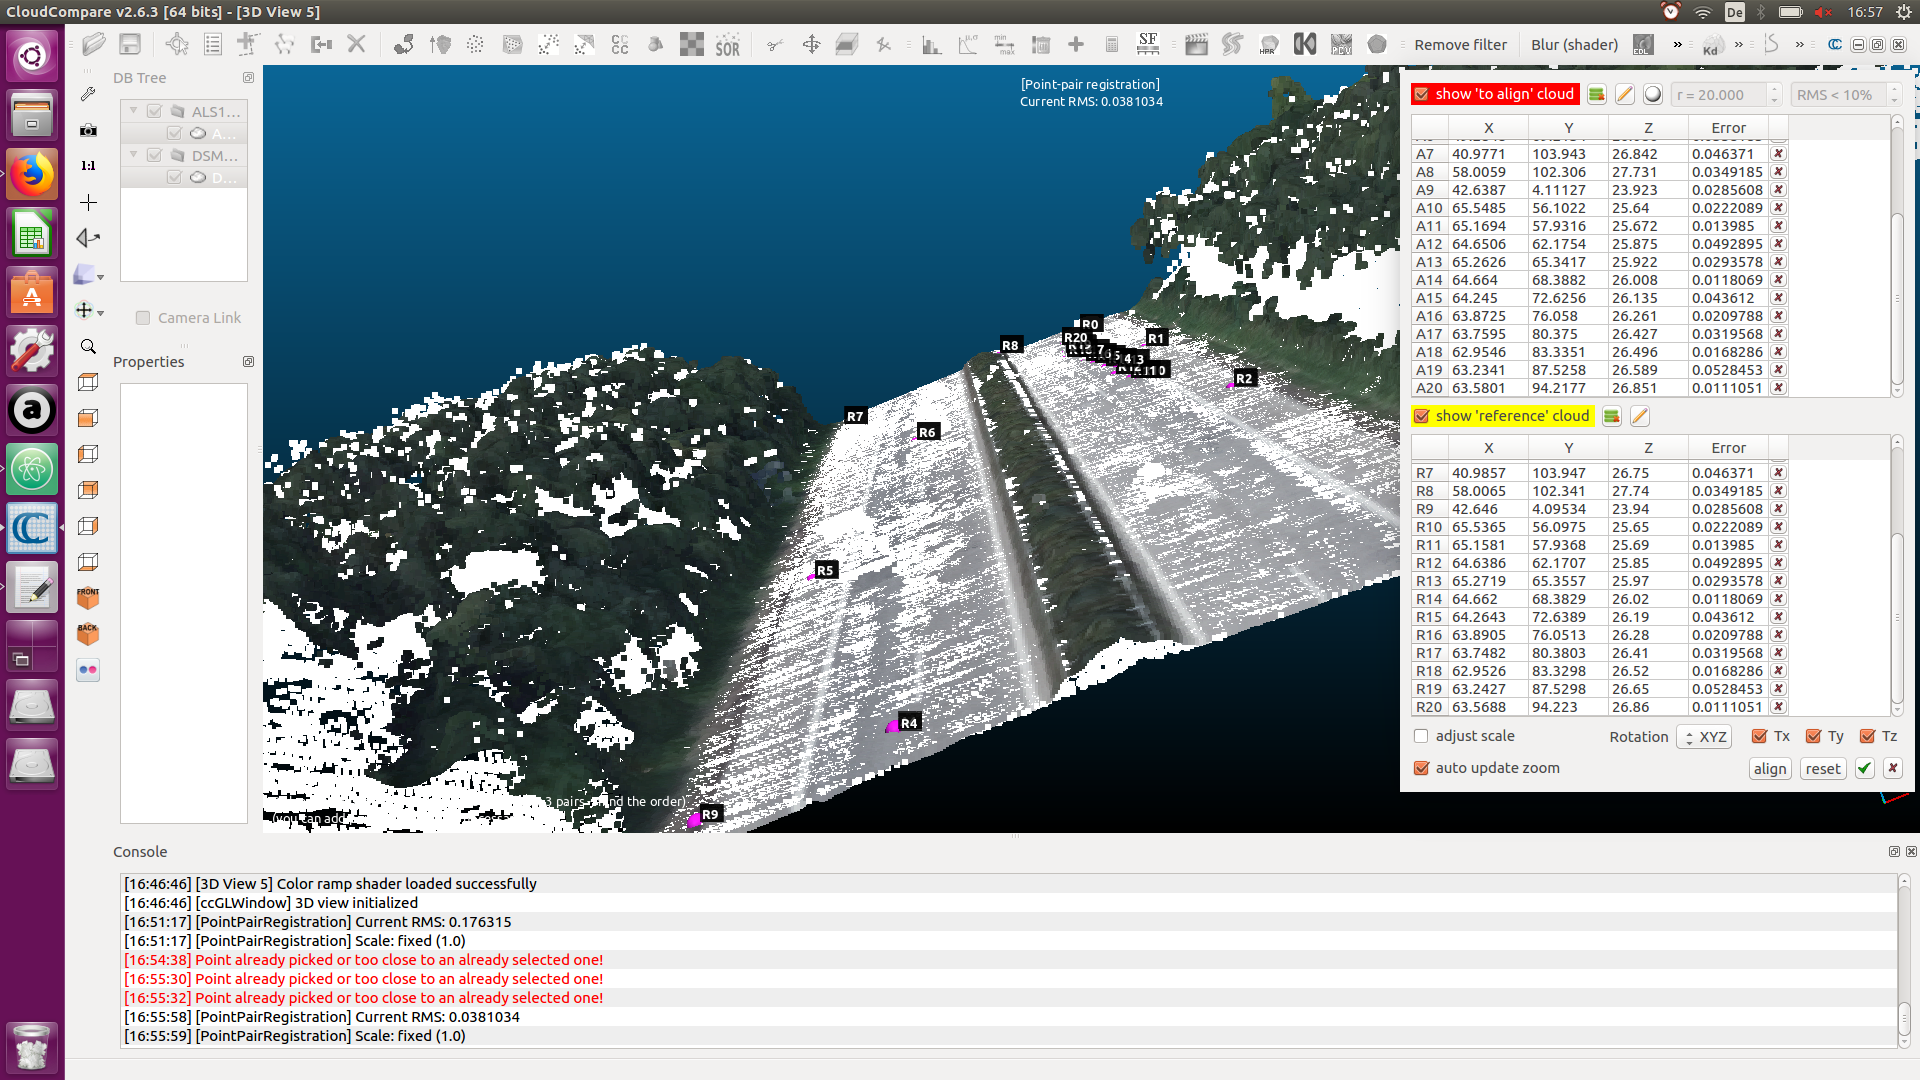 CloudCompare v2.6.3 [64 bits] - [3D View 5]
De
16:57
SOR
SF
Remove filter
Blur (shader)
»
Kd
»
»
DB Tree
ALS1...
A...
DSM...
D...
Camera Link
Properties
1:1
FRONT
BACK
[Point-pair registration]
Current RMS: 0.0381034
R0
R20
R1
R8
R2
R7
R6
R5
R4
R9
show 'to align' cloud
r = 20.000
RMS < 10%
X Y Z Error
A7 40.9771 103.943 26.842 0.046371
A8 58.0059 102.306 27.731 0.0349185
A9 42.6387 4.11127 23.923 0.0285608
A10 65.5485 56.1022 25.64 0.0222089
A11 65.1694 57.9316 25.672 0.013985
A12 64.6506 62.1754 25.875 0.0492895
A13 65.2626 65.3417 25.922 0.0293578
A14 64.664 68.3882 26.008 0.0118069
A15 64.245 72.6256 26.135 0.043612
A16 63.8725 76.058 26.261 0.0209788
A17 63.7595 80.375 26.427 0.0319568
A18 62.9546 83.3351 26.496 0.0168286
A19 63.2341 87.5258 26.589 0.0528453
A20 63.5801 94.2177 26.851 0.0111051
show 'reference' cloud
X Y Z Error
R7 40.9857 103.947 26.75 0.046371
R8 58.0065 102.341 27.74 0.0349185
R9 42.646 4.09534 23.94 0.0285608
R10 65.5365 56.0975 25.65 0.0222089
R11 65.1581 57.9368 25.69 0.013985
R12 64.6386 62.1707 25.85 0.0492895
R13 65.2719 65.3557 25.97 0.0293578
R14 64.662 68.3829 26.02 0.0118069
R15 64.2643 72.6389 26.19 0.043612
R16 63.8905 76.0513 26.28 0.0209788
R17 63.7482 80.3803 26.41 0.0319568
R18 62.9526 83.3298 26.52 0.0168286
R19 63.2427 87.5298 26.65 0.0528453
R20 63.5688 94.223 26.86 0.0111051
adjust scale
Rotation XYZ Tx Ty Tz
auto update zoom
align reset
3 pairs
the order)
(you can add
Console
[16:46:46] [3D View 5] Color ramp shader loaded successfully
[16:46:46] [ccGLWindow] 3D view initialized
[16:51:17] [PointPairRegistration] Current RMS: 0.176315
[16:51:17] [PointPairRegistration] Scale: fixed (1.0)
[16:54:38] Point already picked or too close to an already selected one!
[16:55:30] Point already picked or too close to an already selected one!
[16:55:32] Point already picked or too close to an already selected one!
[16:55:58] [PointPairRegistration] Current RMS: 0.0381034
[16:55:59] [PointPairRegistration] Scale: fixed (1.0)